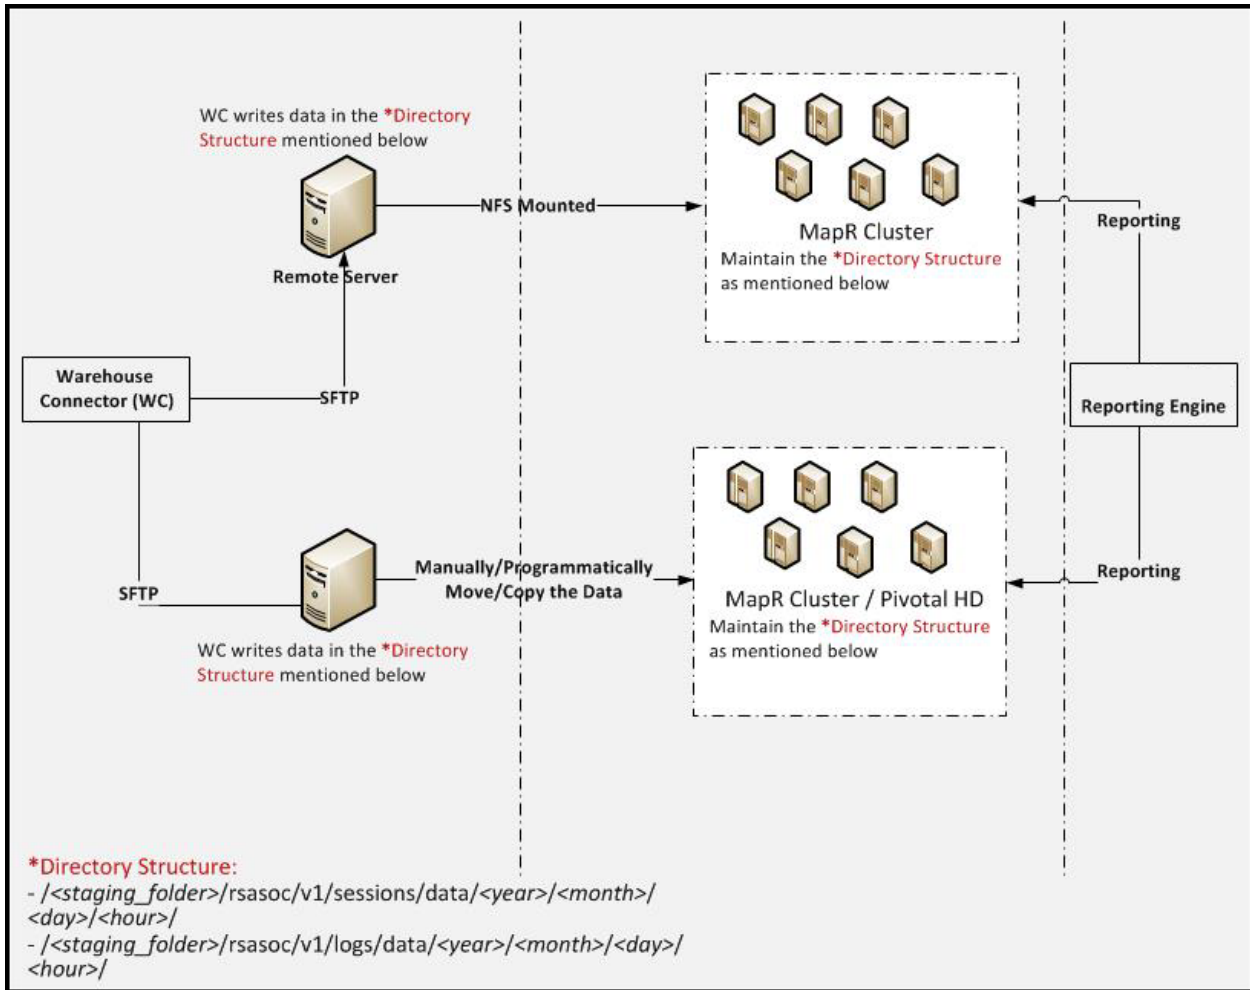 WC writes data in the *Directory
Structure mentioned below
Remote Server
NFS Mounted
MapR Cluster
Maintain the *Directory Structure
as mentioned below
Reporting
Warehouse
Connector (WC)
SFTP
Reporting Engine
SFTP
Manually/Programmatically
Move/Copy the Data
WC writes data in the *Directory
Structure mentioned below
MapR Cluster / Pivotal HD
Maintain the *Directory Structure
as mentioned below
Reporting
*Directory Structure:
- /<staging_folder>/rsasoc/v1/sessions/data/<year>/<month>/
<day>/<hour>/
- /<staging_folder>/rsasoc/v1/logs/data/<year>/<month>/<day>/
<hour>/